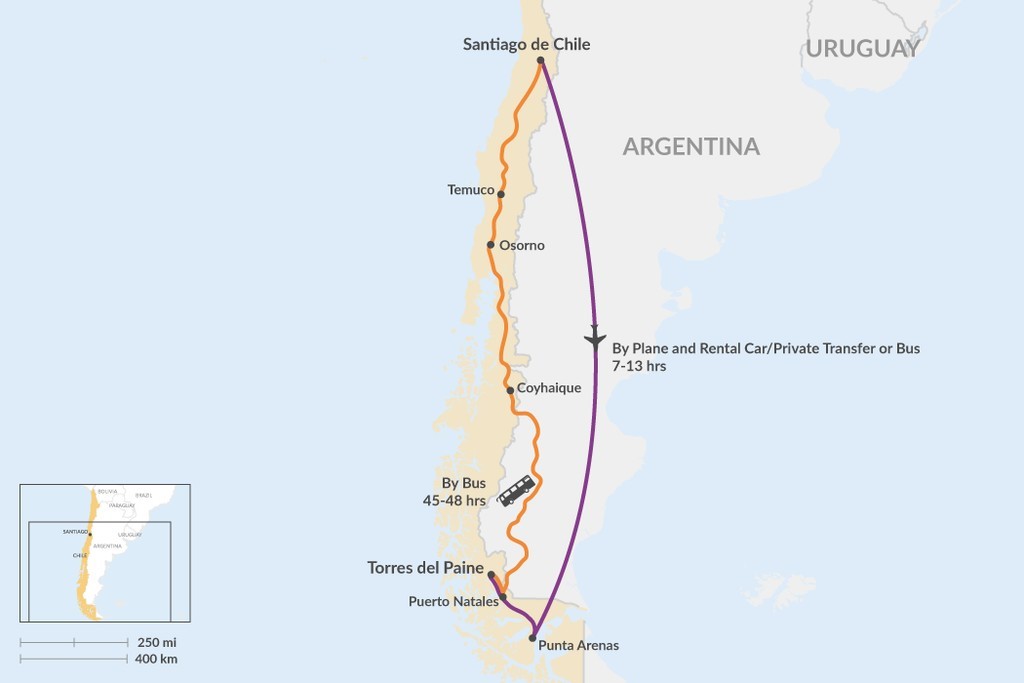 Santiago de Chile
URUGUAY
ARGENTINA
Temuco
Osorno
By Plane and Rental Car/Private Transfer or Bus
7-13 hrs
Coyhaique
By Bus
45-48 hrs
Torres del Paine
Puerto Natales
Punta Arenas
BOLIVIA
BRAZIL
PARAGUAY
SANTIAGO
URUGUAY
ARGENTINA
CHILE
250 mi
400 km